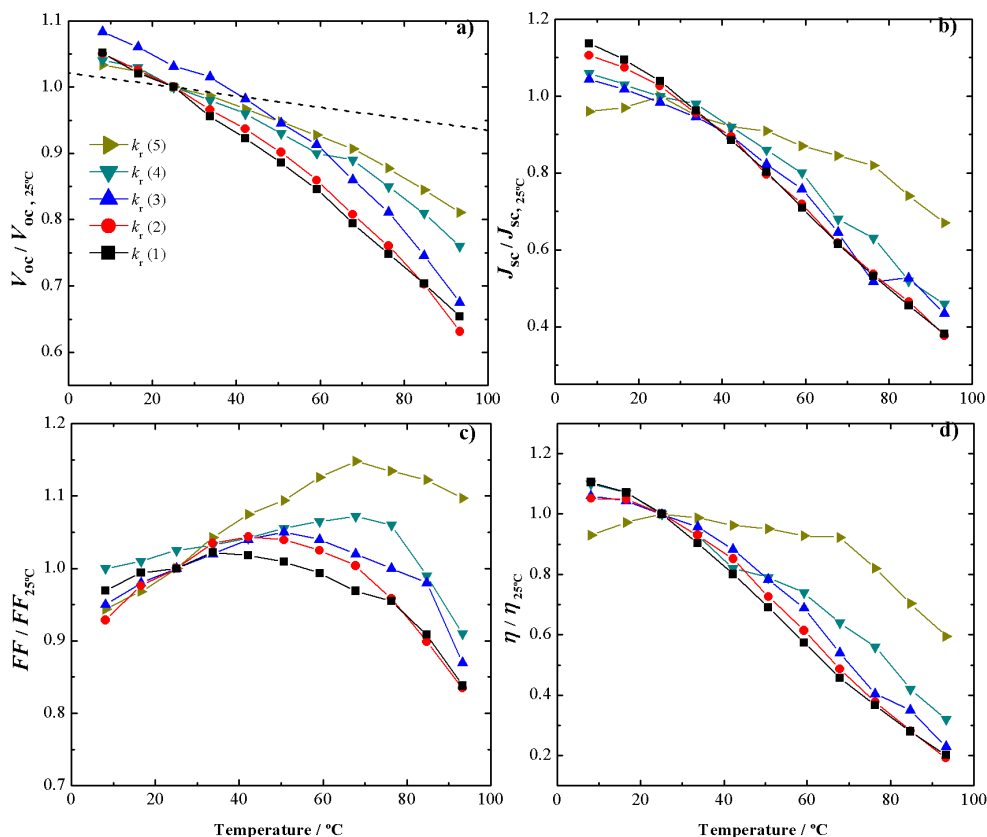 a)
1.1
1.0
0.9
0.8
0.7
0.6
0 20 40 60 80 100
Voc / Voc , 25ºC
kr (5)
kr (4)
kr (3)
kr (2)
kr (1)
b)
1.2
1.0
0.8
0.6
0.4
0 20 40 60 80 100
Jsc / Jsc, 25ºC
c)
1.2
1.1
1.0
0.9
0.8
0.7
0 20 40 60 80 100
FF / FF25ºC
Temperature / ºC
d)
1.2
1.0
0.8
0.6
0.4
0.2
0 20 40 60 80 100
η / η 25ºC
Temperature / ºC